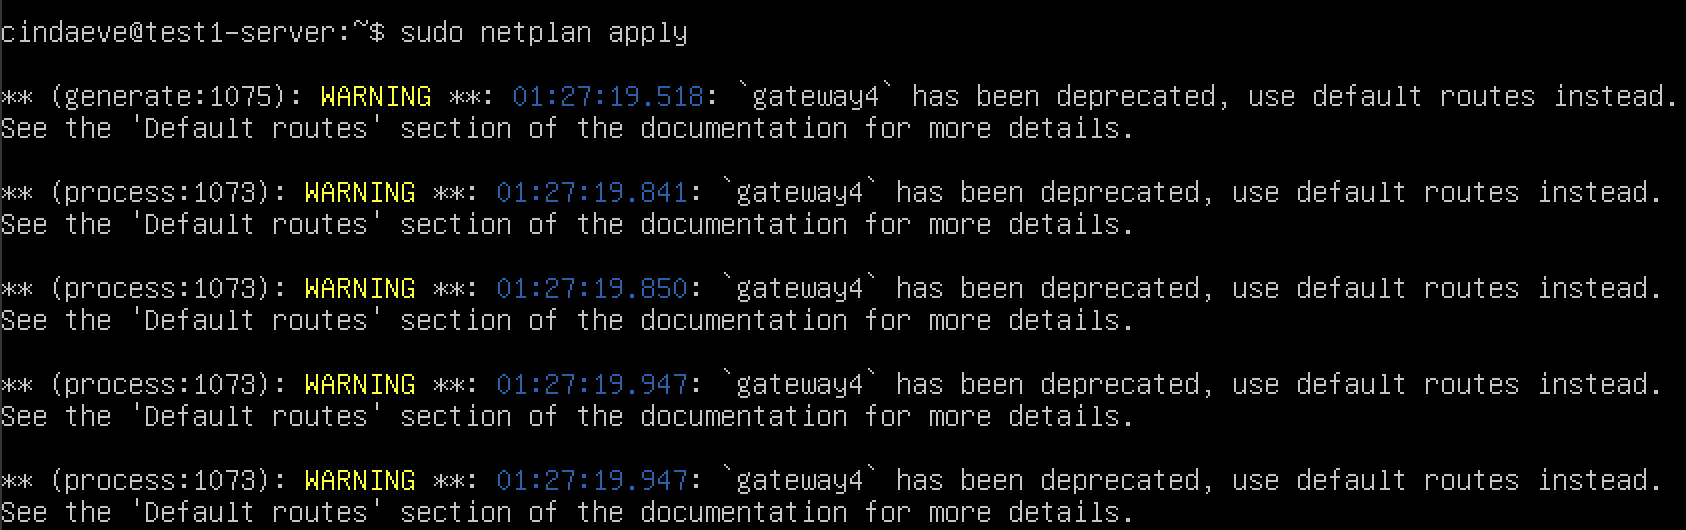 cindaeve@test1-server:~$ sudo netplan apply
** (generate:1075): WARNING **: 01:27:19.518: `gateway4` has been deprecated, use default routes instead.
See the 'Default routes' section of the documentation for more details.
** (process:1073): WARNING **: 01:27:19.841: `gateway4` has been deprecated, use default routes instead.
See the 'Default routes' section of the documentation for more details.
** (process:1073): WARNING **: 01:27:19.850: `gateway4` has been deprecated, use default routes instead.
See the 'Default routes' section of the documentation for more details.
** (process:1073): WARNING **: 01:27:19.947: `gateway4` has been deprecated, use default routes instead.
See the 'Default routes' section of the documentation for more details.
** (process:1073): WARNING **: 01:27:19.947: `gateway4` has been deprecated, use default routes instead.
See the 'Default routes' section of the documentation for more details.